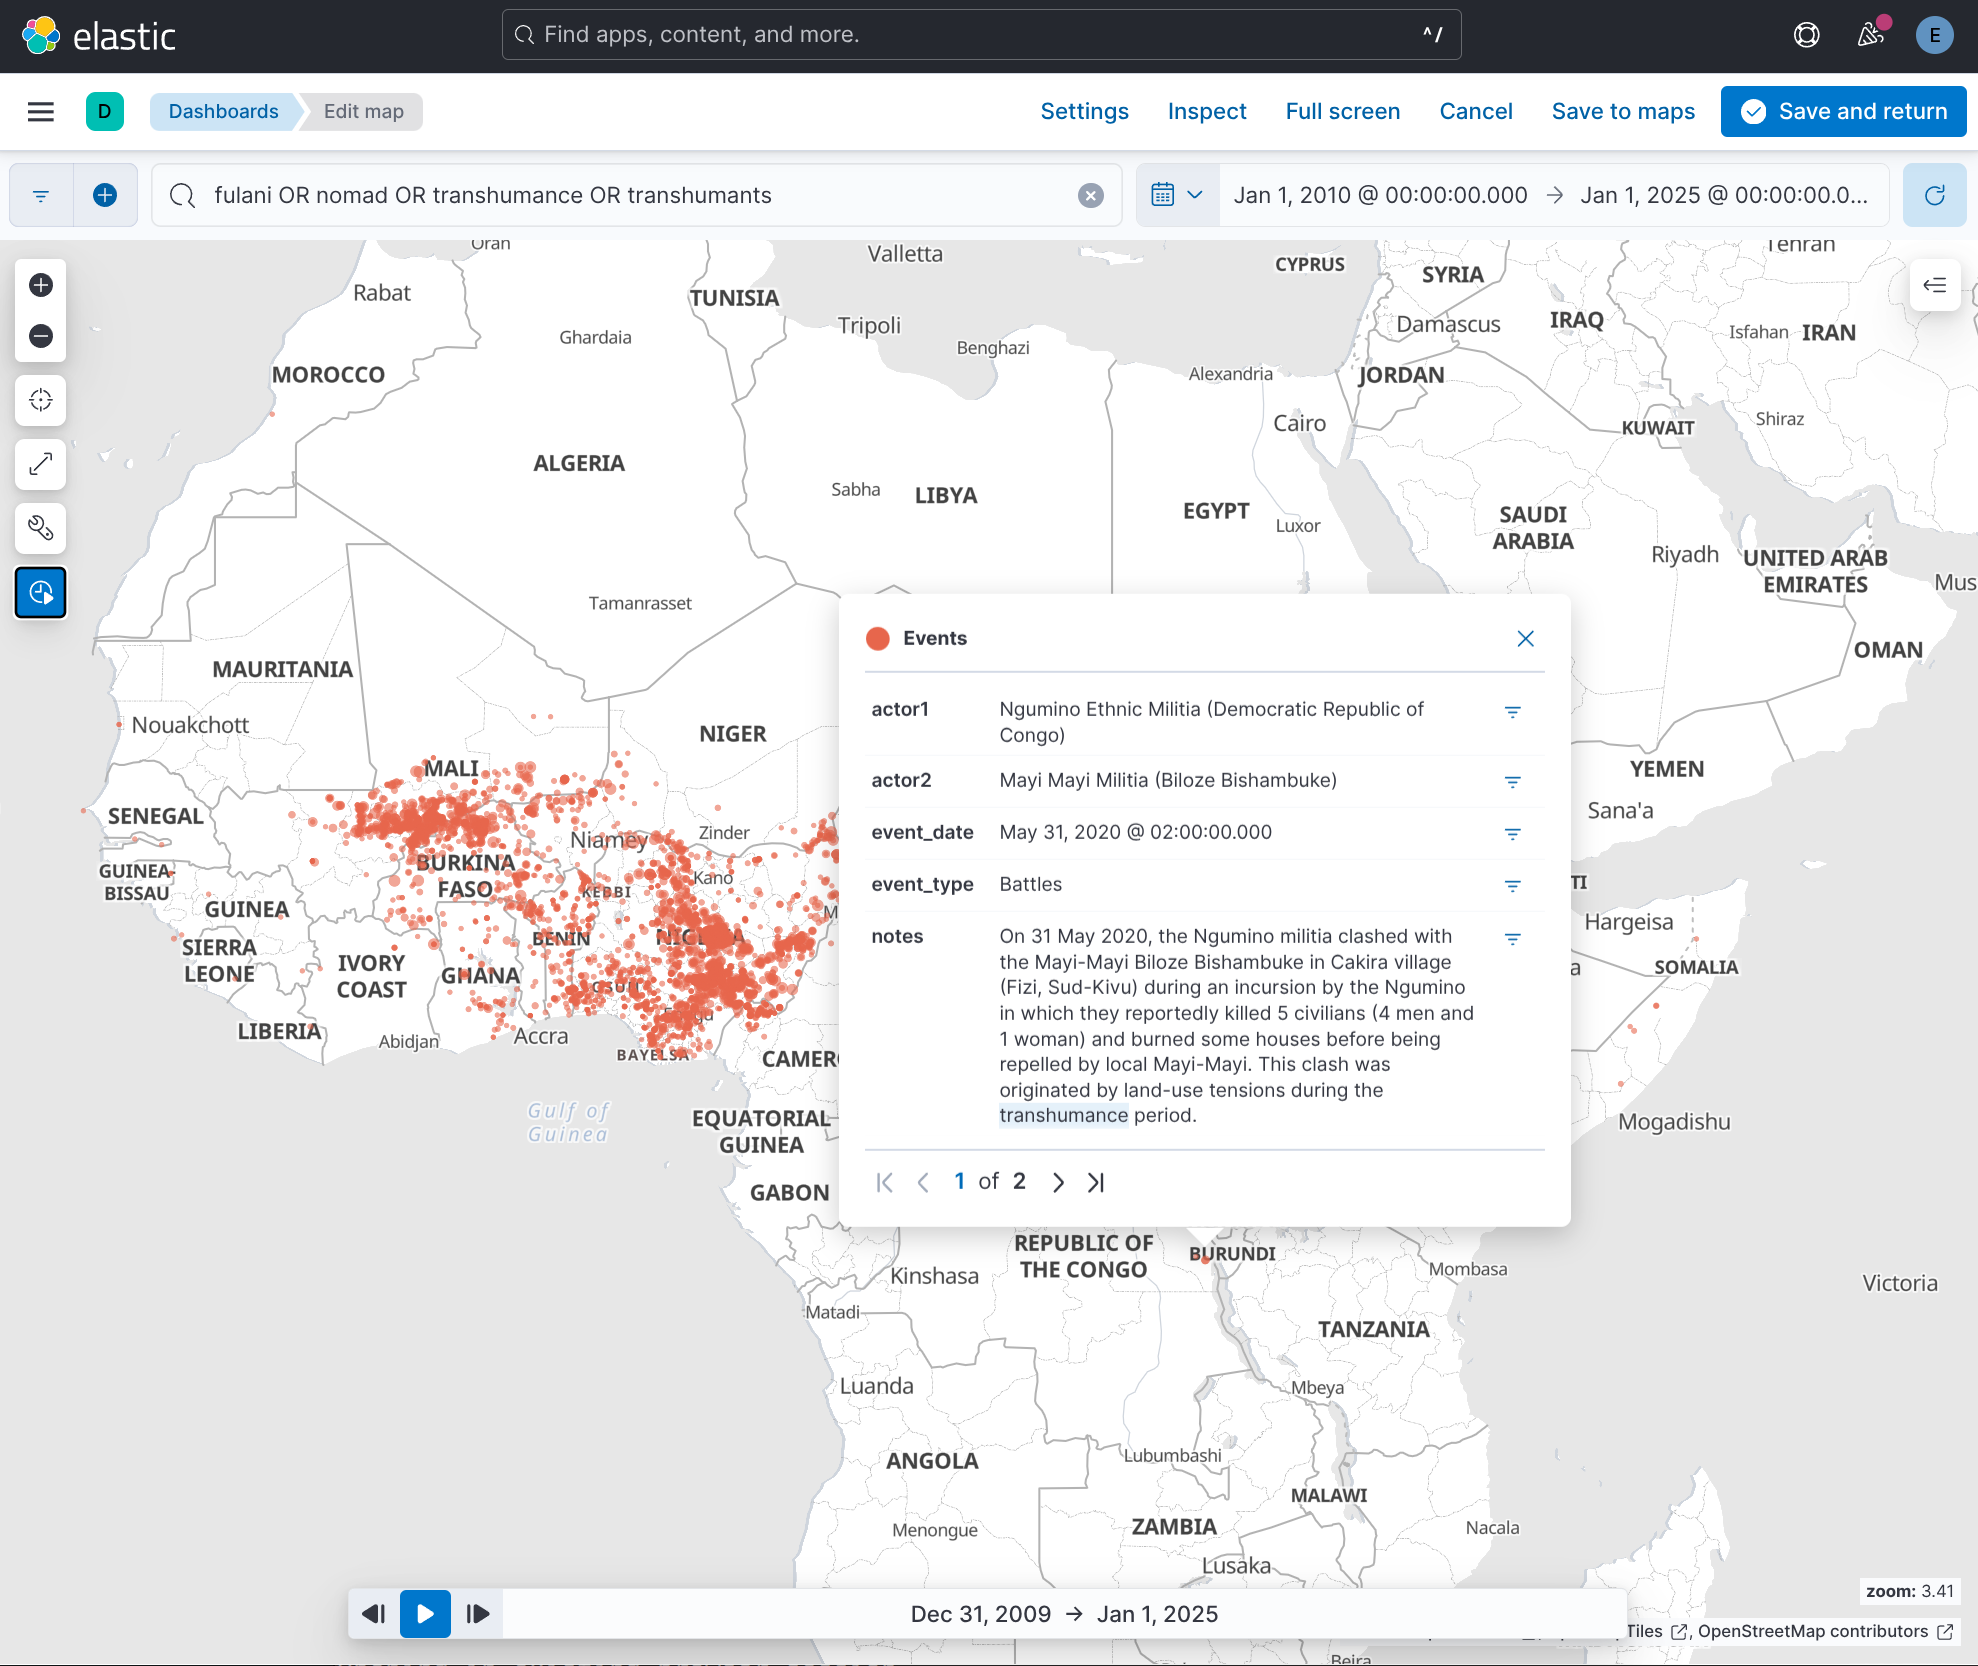 elastic
Find apps, content, and more.
^/
E
D
Dashboards
Edit map
Settings
Inspect
Full screen
Cancel
Save to maps
Save and return
fulani OR nomad OR transhumance OR transhumants
Jan 1, 2010 @ 00:00:00.000 → Jan 1, 2025 @ 00:00:00.0...
Oran
Valletta
CYPRUS
SYRIA
Tehran
Rabat
TUNISIA
Tripoli
Ghardaia
Benghazi
Damascus
IRAQ
Isfahan
IRAN
MOROCCO
Alexandria
JORDAN
Cairo
KUWAIT
Shiraz
ALGERIA
Sabha
LIBYA
EGYPT
Luxor
SAUDI
ARABIA
Riyadh
UNITED ARAB
EMIRATES
Mus
Tamanrasset
OMAN
MAURITANIA
Nouakchott
NIGER
MALI
YEMEN
Sana'a
SENEGAL
Niamey
Zinder
GUINEA-
BISSAU
BURKINA
FASO
KEBBI
Kano
TI
GUINEA
M
Hargeisa
SIERRA
LEONE
IVORY
COAST
GHANA
BENIN
a
SOMALIA
LIBERIA
Abidjan
Accra
BAYELSA
CAMER
Gulf of
Guinea
EQUATORIAL
GUINEA
Mogadishu
GABON
Events
actor1
Ngumino Ethnic Militia (Democratic Republic of
Congo)
actor2
Mayi Mayi Militia (Biloze Bishambuke)
event_date
May 31, 2020 @ 02:00:00.000
event_type
Battles
notes
On 31 May 2020, the Ngumino militia clashed with
the Mayi-Mayi Biloze Bishambuke in Cakira village
(Fizi, Sud-Kivu) during an incursion by the Ngumino
in which they reportedly killed 5 civilians (4 men and
1 woman) and burned some houses before being
repelled by local Mayi-Mayi. This clash was
originated by land-use tensions during the
transhumance period.
1 of 2
REPUBLIC OF
THE CONGO
BURUNDI
Kinshasa
Mombasa
Victoria
Matadi
TANZANIA
Luanda
Mbeya
ANGOLA
Lubumbashi
MALAWI
Menongue
ZAMBIA
Nacala
Lusaka
zoom: 3.41
Dec 31, 2009 → Jan 1, 2025
Tiles , OpenStreetMap contributors
Beira